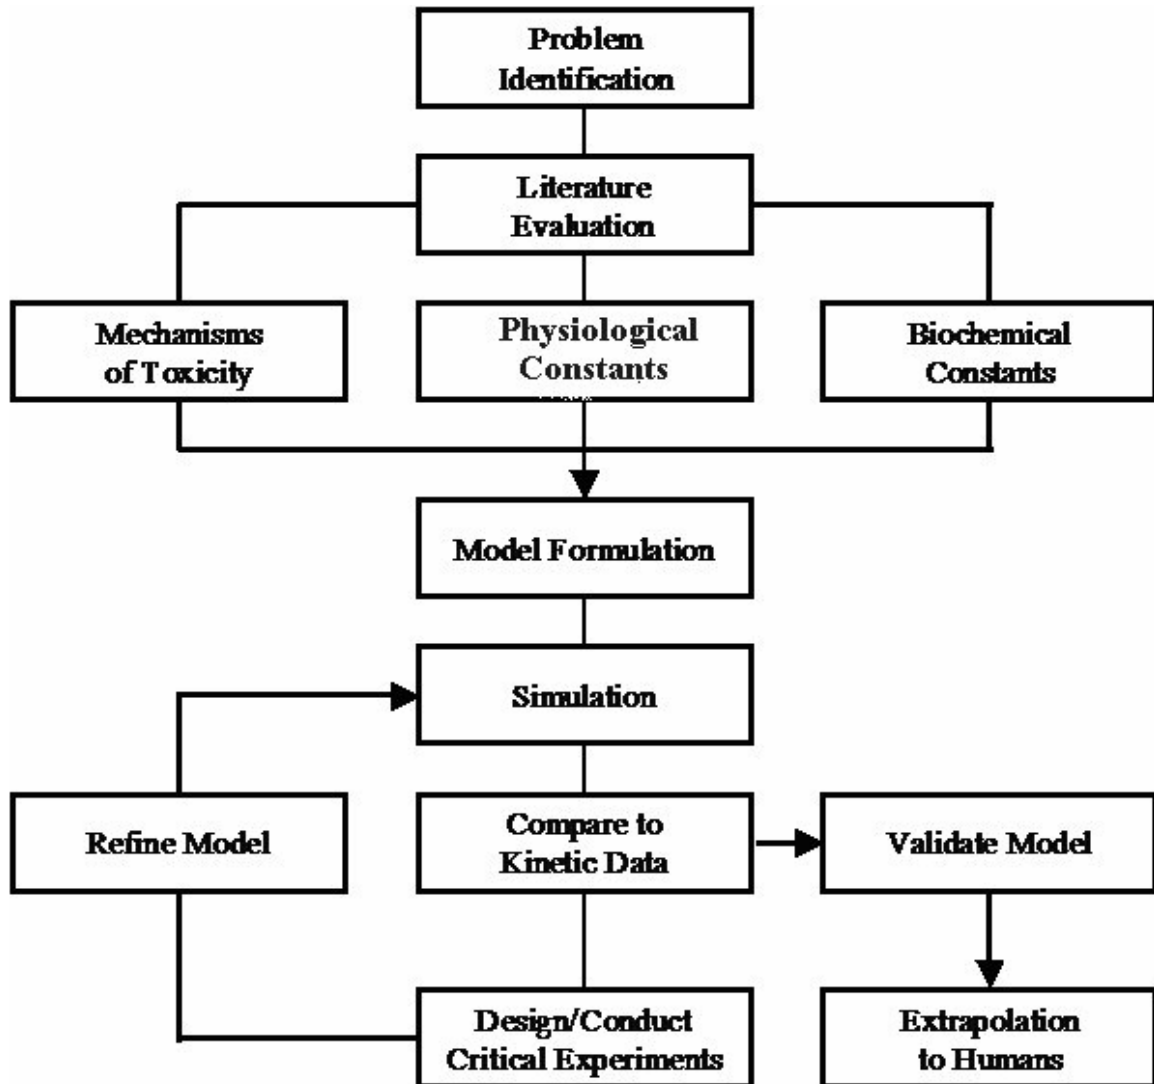 Problem
Identification
Literature
Evaluation
Mechanisms
of Toxicity
Physiological
Constants
Biochemical
Constants
Model Formulation
Simulation
Refine Model
Compare to
Kinetic Data
Validate Model
Design/Conduct
Critical Experiments
Extrapolation
to Humans